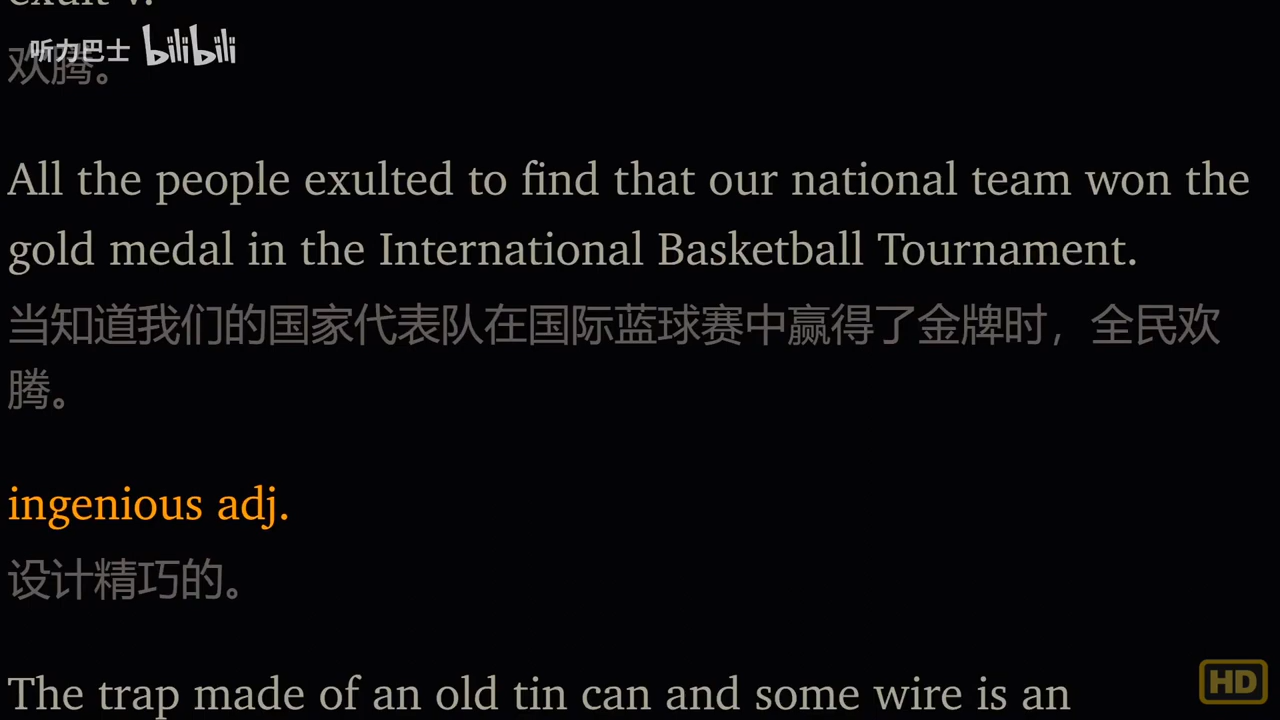 exult v.
听力巴士 bilibili
欢腾。
All the people exulted to find that our national team won the
gold medal in the International Basketball Tournament.
当知道我们的国家代表队在国际蓝球赛中赢得了金牌时，全民欢
腾。
ingenious adj.
设计精巧的。
The trap made of an old tin can and some wire is an
HD